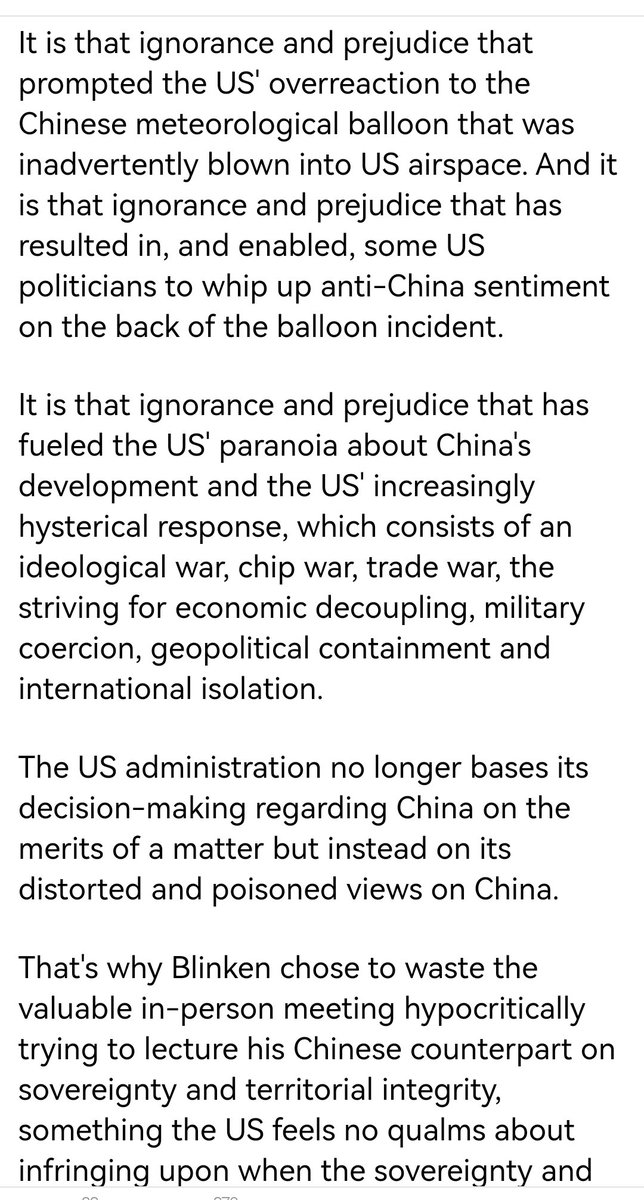 It is that ignorance and prejudice that
prompted the US' overreaction to the
Chinese meteorological balloon that was
inadvertently blown into US airspace. And it
is that ignorance and prejudice that has
resulted in, and enabled, some US
politicians to whip up anti-China sentiment
on the back of the balloon incident.
It is that ignorance and prejudice that has
fueled the US' paranoia about China's
development and the US' increasingly
hysterical response, which consists of an
ideological war, chip war, trade war, the
striving for economic decoupling, military
coercion, geopolitical containment and
international isolation.
The US administration no longer bases its
decision-making regarding China on the
merits of a matter but instead on its
distorted and poisoned views on China.
That's why Blinken chose to waste the
valuable in-person meeting hypocritically
trying to lecture his Chinese counterpart on
sovereignty and territorial integrity,
something the US feels no qualms about
infringing upon when the sovereignty and